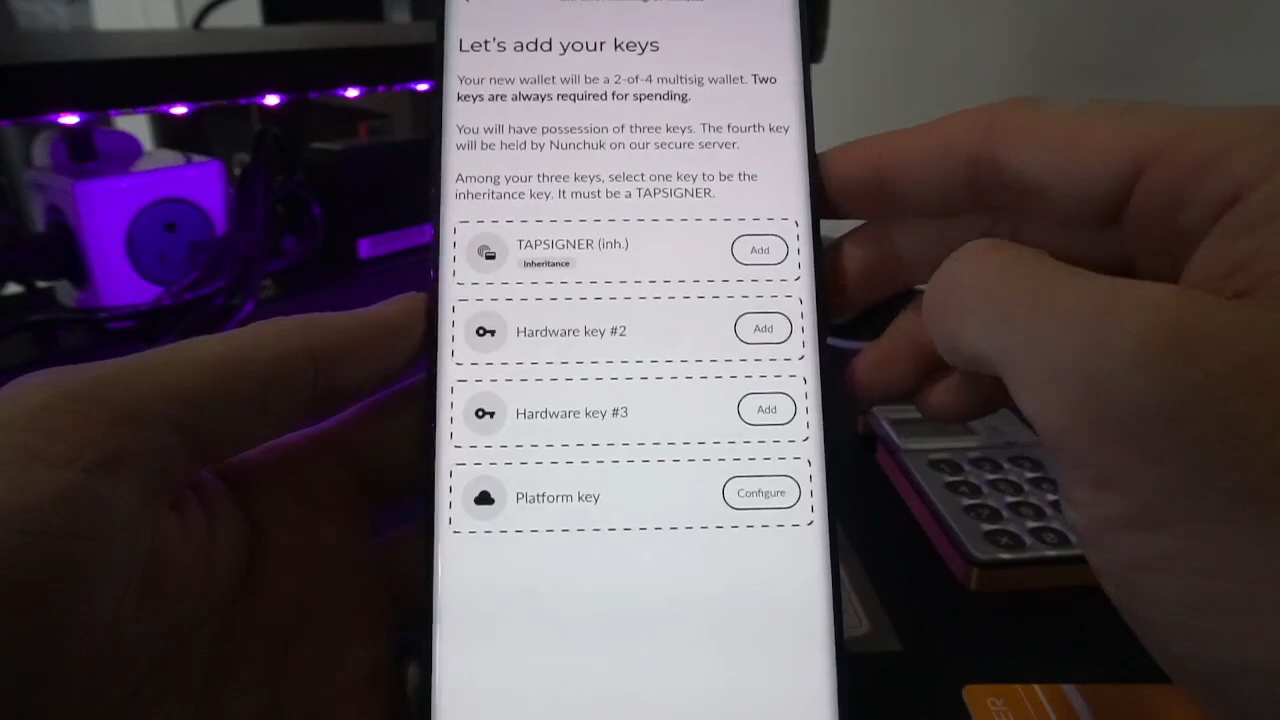 Let's add your keys
Your new wallet will be a 2-of-4 multisig wallet. Two
keys are always required for spending.
You will have possession of three keys. The fourth key
will be held by Nunchuk on our secure server.
Among your three keys, select one key to be the
inheritance key. It must be a TAPSIGNER.
TAPSIGNER (inh.)
Inheritance
Add
Hardware key #2
Add
Hardware key #3
Add
Platform key
Configure